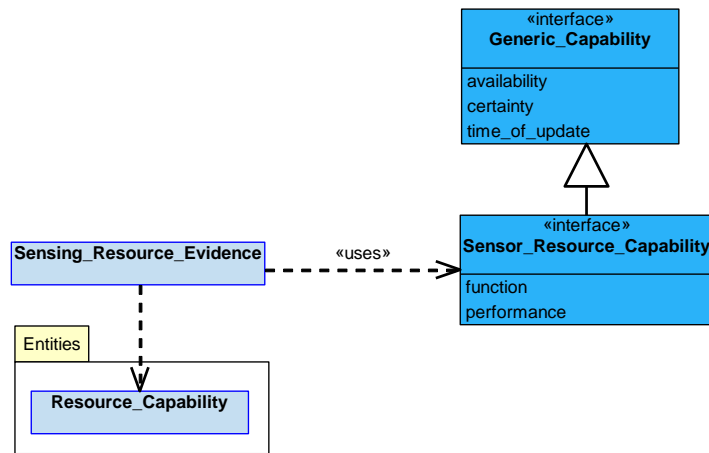 «interface»
Generic_Capability
availability
certainty
time_of_update
«interface»
Sensor_Resource_Capability
function
performance
Sensing_Resource_Evidence
«uses»
Entities
Resource_Capability